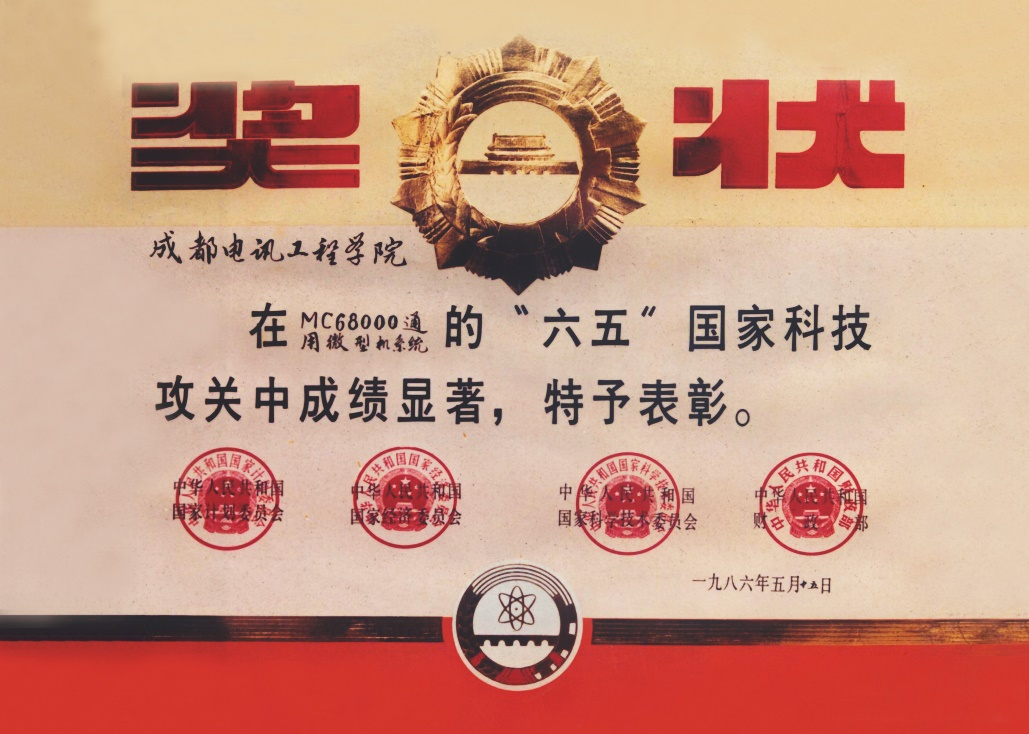 奖状
成都电讯工程学院
在MC68000通用微型机系统的“六五”国家科技
攻关中成绩显著，特予表彰。
中华人民共和国国家计划委员会
中华人民共和国国家经济委员会
中华人民共和国国家科学技术委员会
中华人民共和国财政部
一九八六年五月十五日